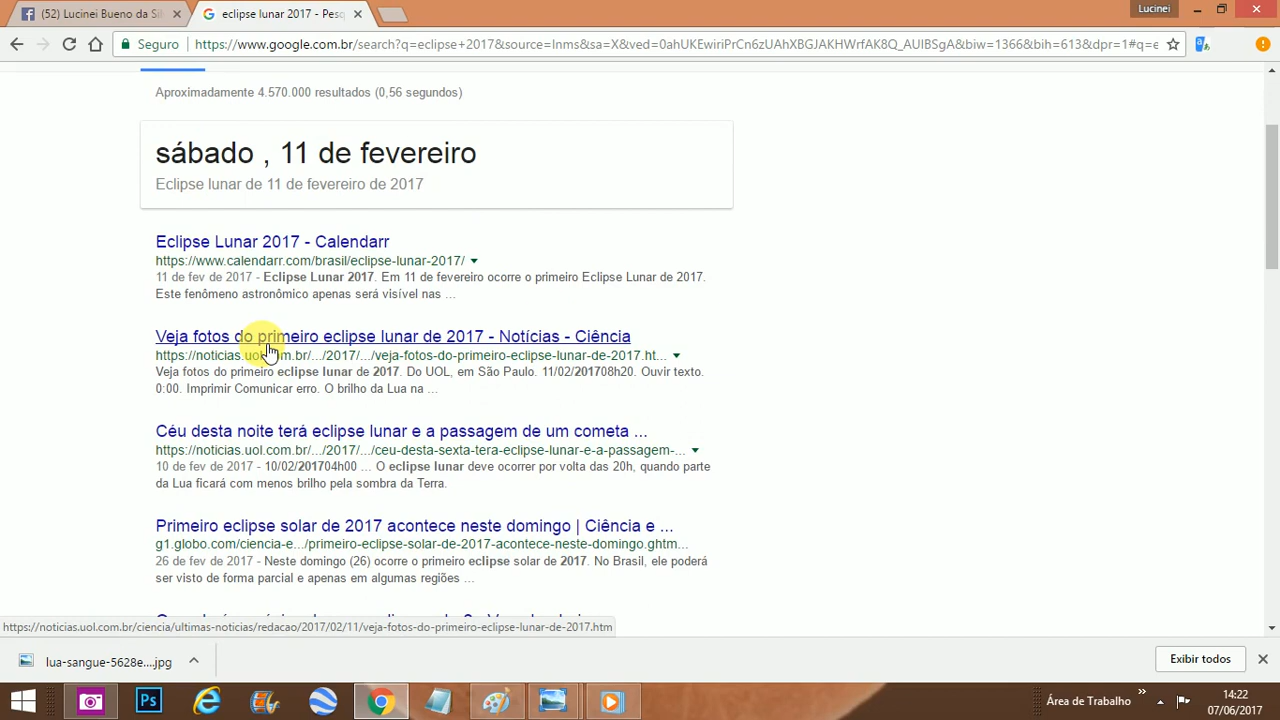 (52) Lucinei Bueno da Sil
eclipse lunar 2017 - Pesq
Lucinei
Seguro
https://www.google.com.br/search?q=eclipse+2017&source=lnms&sa=X&ved=0ahUKEwiriPrCn6zUAhXBGJAKHWrfAK8Q_AUIBSgA&biw=1366&bih=613&dpr=1#q=e
Aproximadamente 4.570.000 resultados (0,56 segundos)
sábado , 11 de fevereiro
Eclipse lunar de 11 de fevereiro de 2017
Eclipse Lunar 2017 - Calendarr
https://www.calendarr.com/brasil/eclipse-lunar-2017/
11 de fev de 2017 - Eclipse Lunar 2017. Em 11 de fevereiro ocorre o primeiro Eclipse Lunar de 2017.
Este fenômeno astronômico apenas será visível nas ...
Veja fotos do primeiro eclipse lunar de 2017 - Notícias - Ciência
https://noticias.uol.com.br/.../2017/.../veja-fotos-do-primeiro-eclipse-lunar-de-2017.ht...
Veja fotos do primeiro eclipse lunar de 2017. Do UOL, em São Paulo. 11/02/201708h20. Ouvir texto.
0:00. Imprimir Comunicar erro. O brilho da Lua na ...
Céu desta noite terá eclipse lunar e a passagem de um cometa ...
https://noticias.uol.com.br/.../2017/.../ceu-desta-sexta-tera-eclipse-lunar-e-a-passagem-...
10 de fev de 2017 - 10/02/201704h00 ... O eclipse lunar deve ocorrer por volta das 20h, quando parte
da Lua ficará com menos brilho pela sombra da Terra.
Primeiro eclipse solar de 2017 acontece neste domingo | Ciência e ...
g1.globo.com/ciencia-e.../primeiro-eclipse-solar-de-2017-acontece-neste-domingo.ghtm...
26 de fev de 2017 - Neste domingo (26) ocorre o primeiro eclipse solar de 2017. No Brasil, ele poderá
ser visto de forma parcial e apenas em algumas regiões ...
https://noticias.uol.com.br/ciencia/ultimas-noticias/redacao/2017/02/11/veja-fotos-do-primeiro-eclipse-lunar-de-2017.htm
lua-sangue-5628e....jpg
Exibir todos
Ps
Área de Trabalho
14:22
07/06/2017